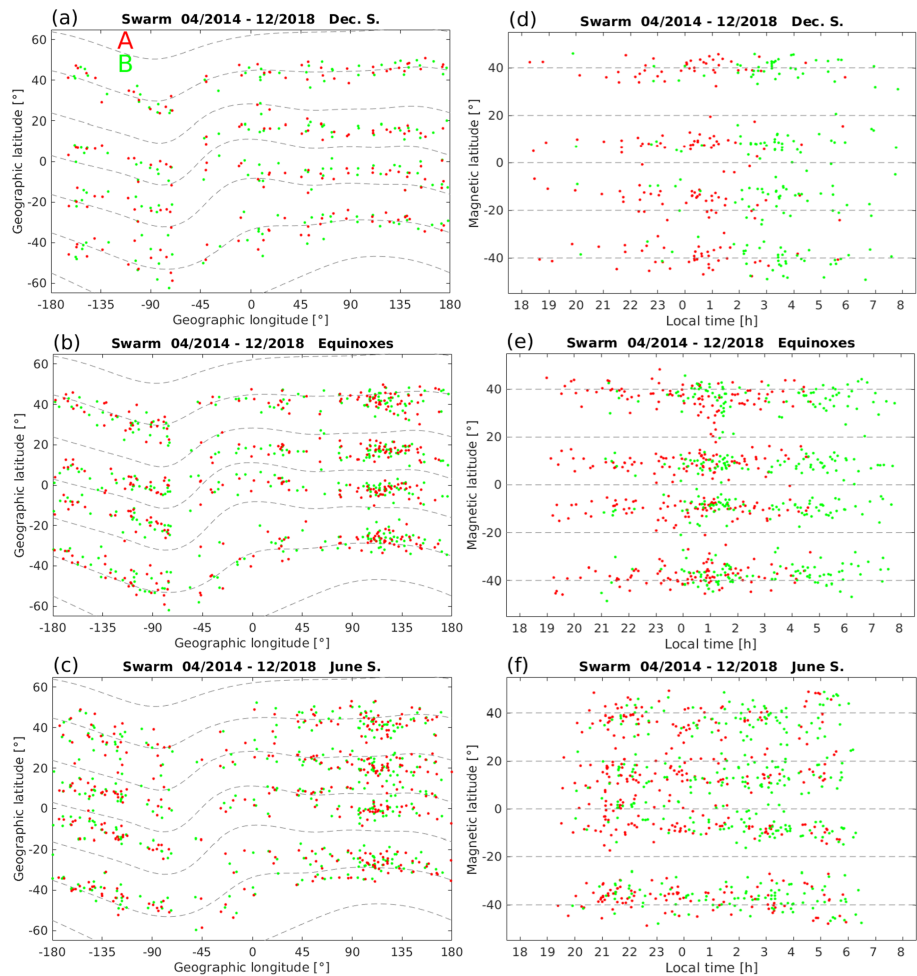 (a) Swarm 04/2014 - 12/2018 Dec. S.
A
B
60
40
20
0
-20
-40
-60
Geographic latitude [°]
-180 -135 -90 -45 0 45 90 135 180
Geographic longitude [°]
(d) Swarm 04/2014 - 12/2018 Dec. S.
40
20
0
-20
-40
Magnetic latitude [°]
18 19 20 21 22 23 0 1 2 3 4 5 6 7 8
Local time [h]
(b) Swarm 04/2014 - 12/2018 Equinoxes
60
40
20
0
-20
-40
-60
Geographic latitude [°]
-180 -135 -90 -45 0 45 90 135 180
Geographic longitude [°]
(e) Swarm 04/2014 - 12/2018 Equinoxes
40
20
0
-20
-40
Magnetic latitude [°]
18 19 20 21 22 23 0 1 2 3 4 5 6 7 8
Local time [h]
(c) Swarm 04/2014 - 12/2018 June S.
60
40
20
0
-20
-40
-60
Geographic latitude [°]
-180 -135 -90 -45 0 45 90 135 180
Geographic longitude [°]
(f) Swarm 04/2014 - 12/2018 June S.
40
20
0
-20
-40
Magnetic latitude [°]
18 19 20 21 22 23 0 1 2 3 4 5 6 7 8
Local time [h]